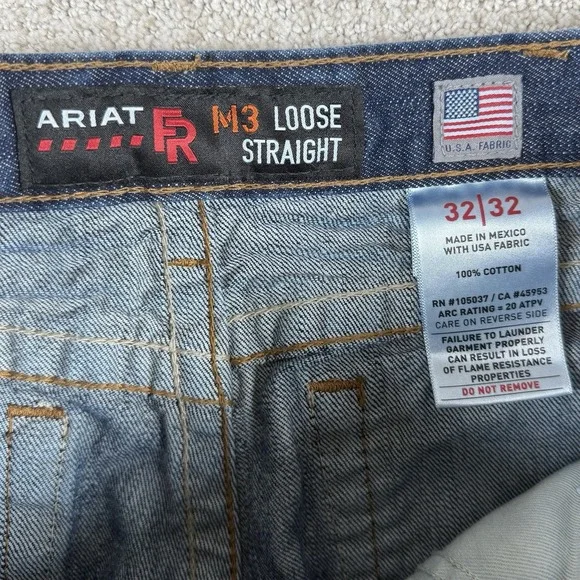 ARIAT FR M3 LOOSE
STRAIGHT
U.S.A. FABRIC
32|32
MADE IN MEXICO
WITH USA FABRIC
100% COTTON
RN #105037 / CA #45953
ARC RATING = 20 ATPV
CARE ON REVERSE SIDE
FAILURE TO LAUNDER
GARMENT PROPERLY
CAN RESULT IN LOSS
OF FLAME RESISTANCE
PROPERTIES
DO NOT REMOVE